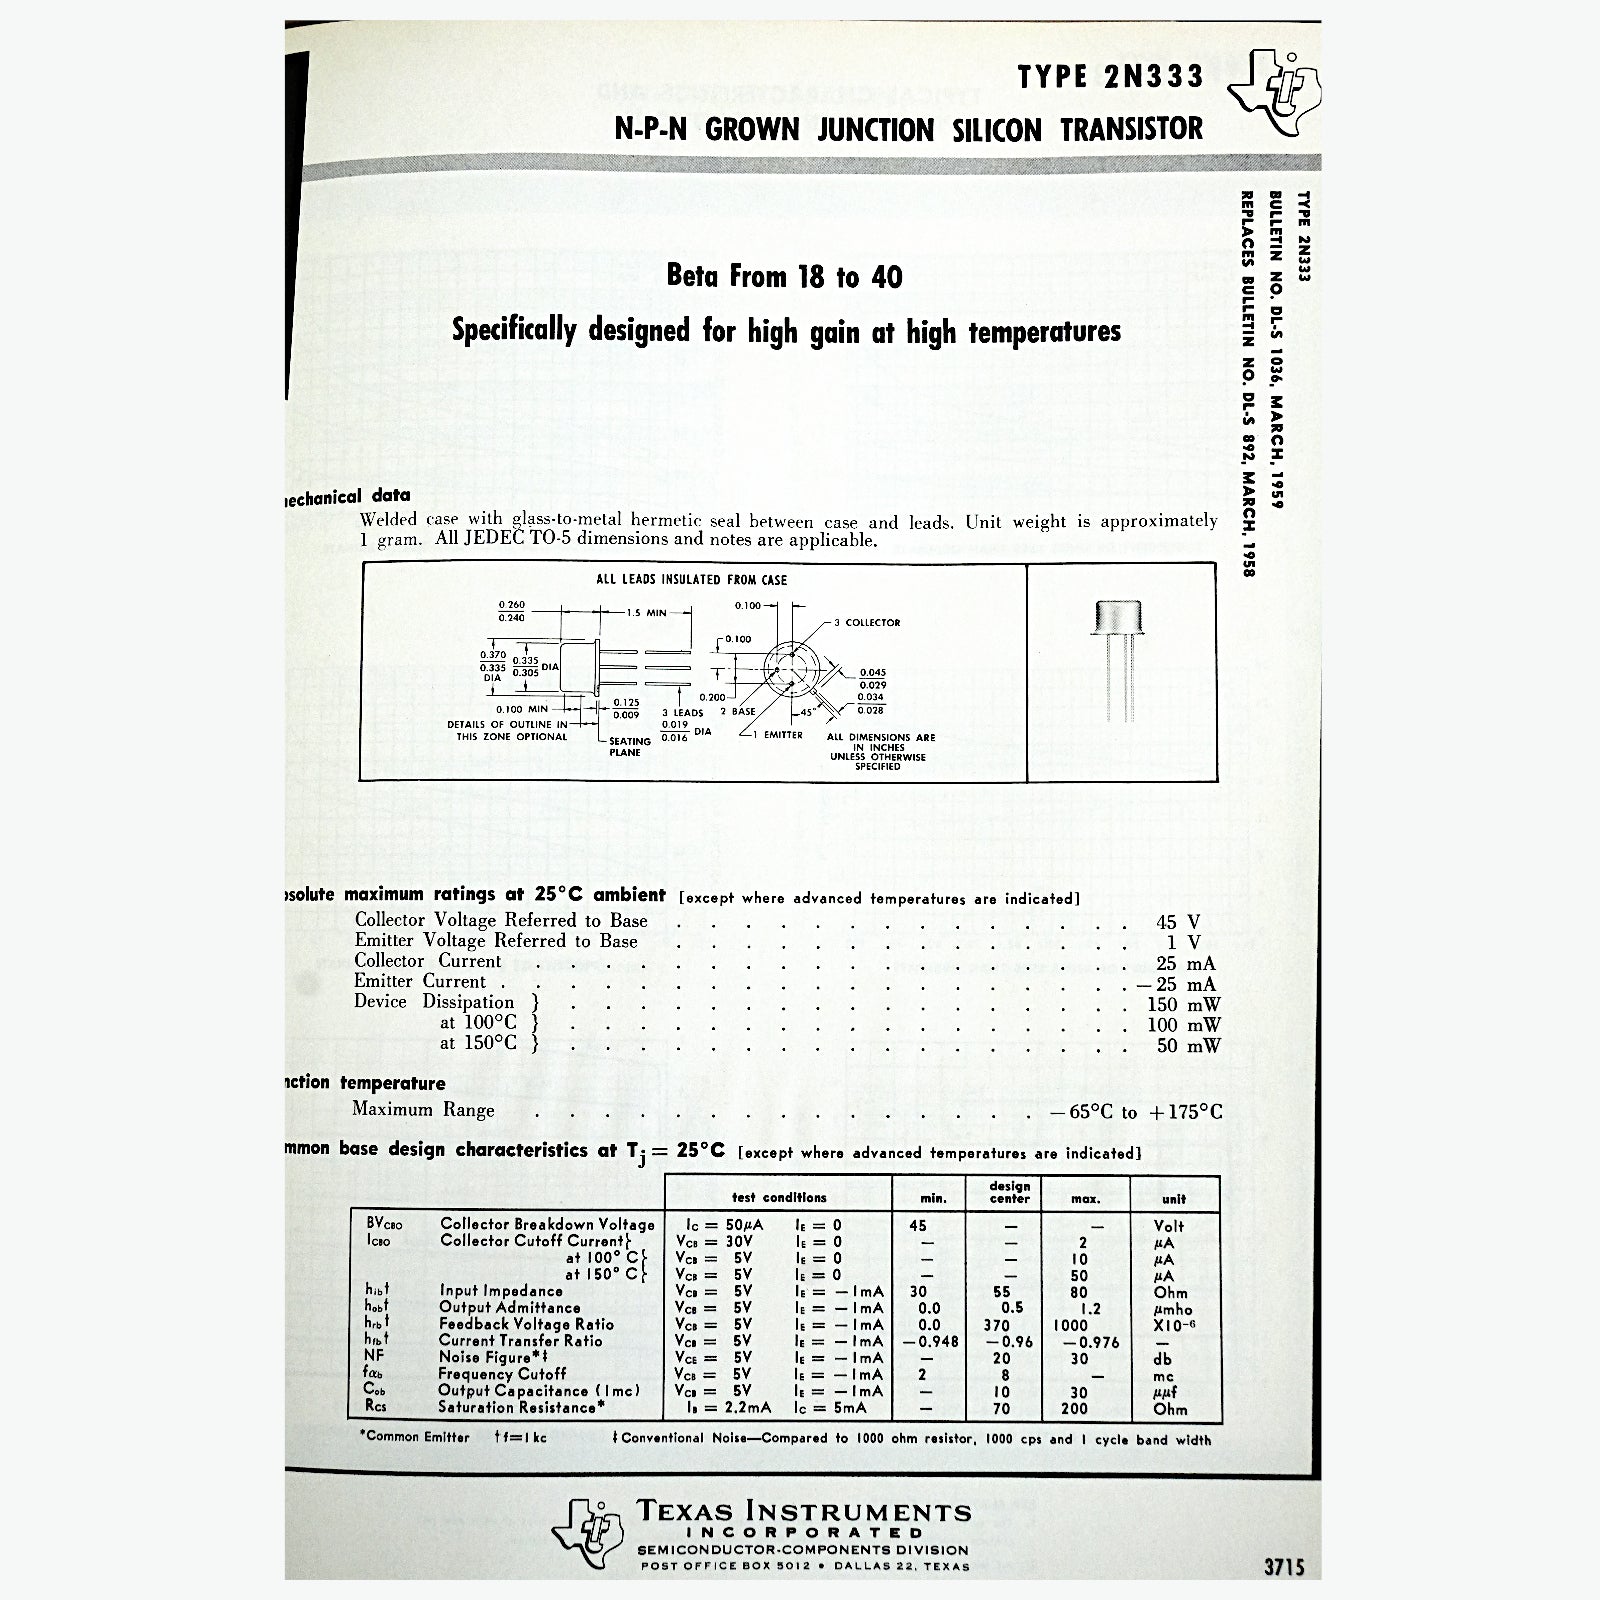 TYPE 2N333
N-P-N GROWN JUNCTION SILICON TRANSISTOR
TYPE 2N333
BULLETIN NO. DL-S 1036, MARCH, 1959
REPLACES BULLETIN NO. DL-S 892, MARCH, 1958
Beta From 18 to 40
Specifically designed for high gain at high temperatures
mechanical data
Welded case with glass-to-metal hermetic seal between case and leads. Unit weight is approximately
1 gram. All JEDEC TO-5 dimensions and notes are applicable.
ALL LEADS INSULATED FROM CASE
0.260
0.240
1.5 MIN
0.100
3 COLLECTOR
0.100
0.370
0.335
DIA
0.335
0.305
DIA
0.045
0.029
0.034
0.028
0.200
0.100 MIN
0.125
0.009
3 LEADS
0.019
0.016
DIA
2 BASE
45°
1 EMITTER
DETAILS OF OUTLINE IN
THIS ZONE OPTIONAL
SEATING
PLANE
ALL DIMENSIONS ARE
IN INCHES
UNLESS OTHERWISE
SPECIFIED
bsolute maximum ratings at 25°C ambient [except where advanced temperatures are indicated]
Collector Voltage Referred to Base . . . . . . . . . . . . . . 45 V
Emitter Voltage Referred to Base . . . . . . . . . . . . . . 1 V
Collector Current . . . . . . . . . . . . . . . . . . 25 mA
Emitter Current . . . . . . . . . . . . . . . . . . . —25 mA
Device Dissipation } . . . . . . . . . . . . . . . . . 150 mW
at 100°C } . . . . . . . . . . . . . . . . . 100 mW
at 150°C } . . . . . . . . . . . . . . . . . 50 mW
nction temperature
Maximum Range . . . . . . . . . . . . . . . —65°C to +175°C
mmon base design characteristics at Tj = 25°C [except where advanced temperatures are indicated]
test conditions min. design center max. unit
BVCBO Collector Breakdown Voltage IC = 50μA IE = 0 45 — — Volt
ICBO Collector Cutoff Current} VCB = 30V IE = 0 — — 2 μA
at 100° C} VCB = 5V IE = 0 — — 10 μA
at 150° C} VCB = 5V IE = 0 — — 50 μA
hib† Input Impedance VCB = 5V IE = —1mA 30 55 80 Ohm
hob† Output Admittance VCB = 5V IE = —1mA 0.0 0.5 1.2 μmho
hrb† Feedback Voltage Ratio VCB = 5V IE = —1mA 0.0 370 1000 X10⁻⁶
hfb† Current Transfer Ratio VCB = 5V IE = —1mA —0.948 —0.96 —0.976 —
NF Noise Figure*‡ VCE = 5V IE = —1mA — 20 30 db
fαb Frequency Cutoff VCB = 5V IE = —1mA 2 8 — mc
Cob Output Capacitance (1mc) VCB = 5V IE = —1mA — 10 30 μμf
RCS Saturation Resistance* IB = 2.2mA IC = 5mA — 70 200 Ohm
*Common Emitter †f=1 kc ‡Conventional Noise—Compared to 1000 ohm resistor, 1000 cps and 1 cycle band width
TEXAS INSTRUMENTS
INCORPORATED
SEMICONDUCTOR-COMPONENTS DIVISION
POST OFFICE BOX 5012 • DALLAS 22, TEXAS
3715